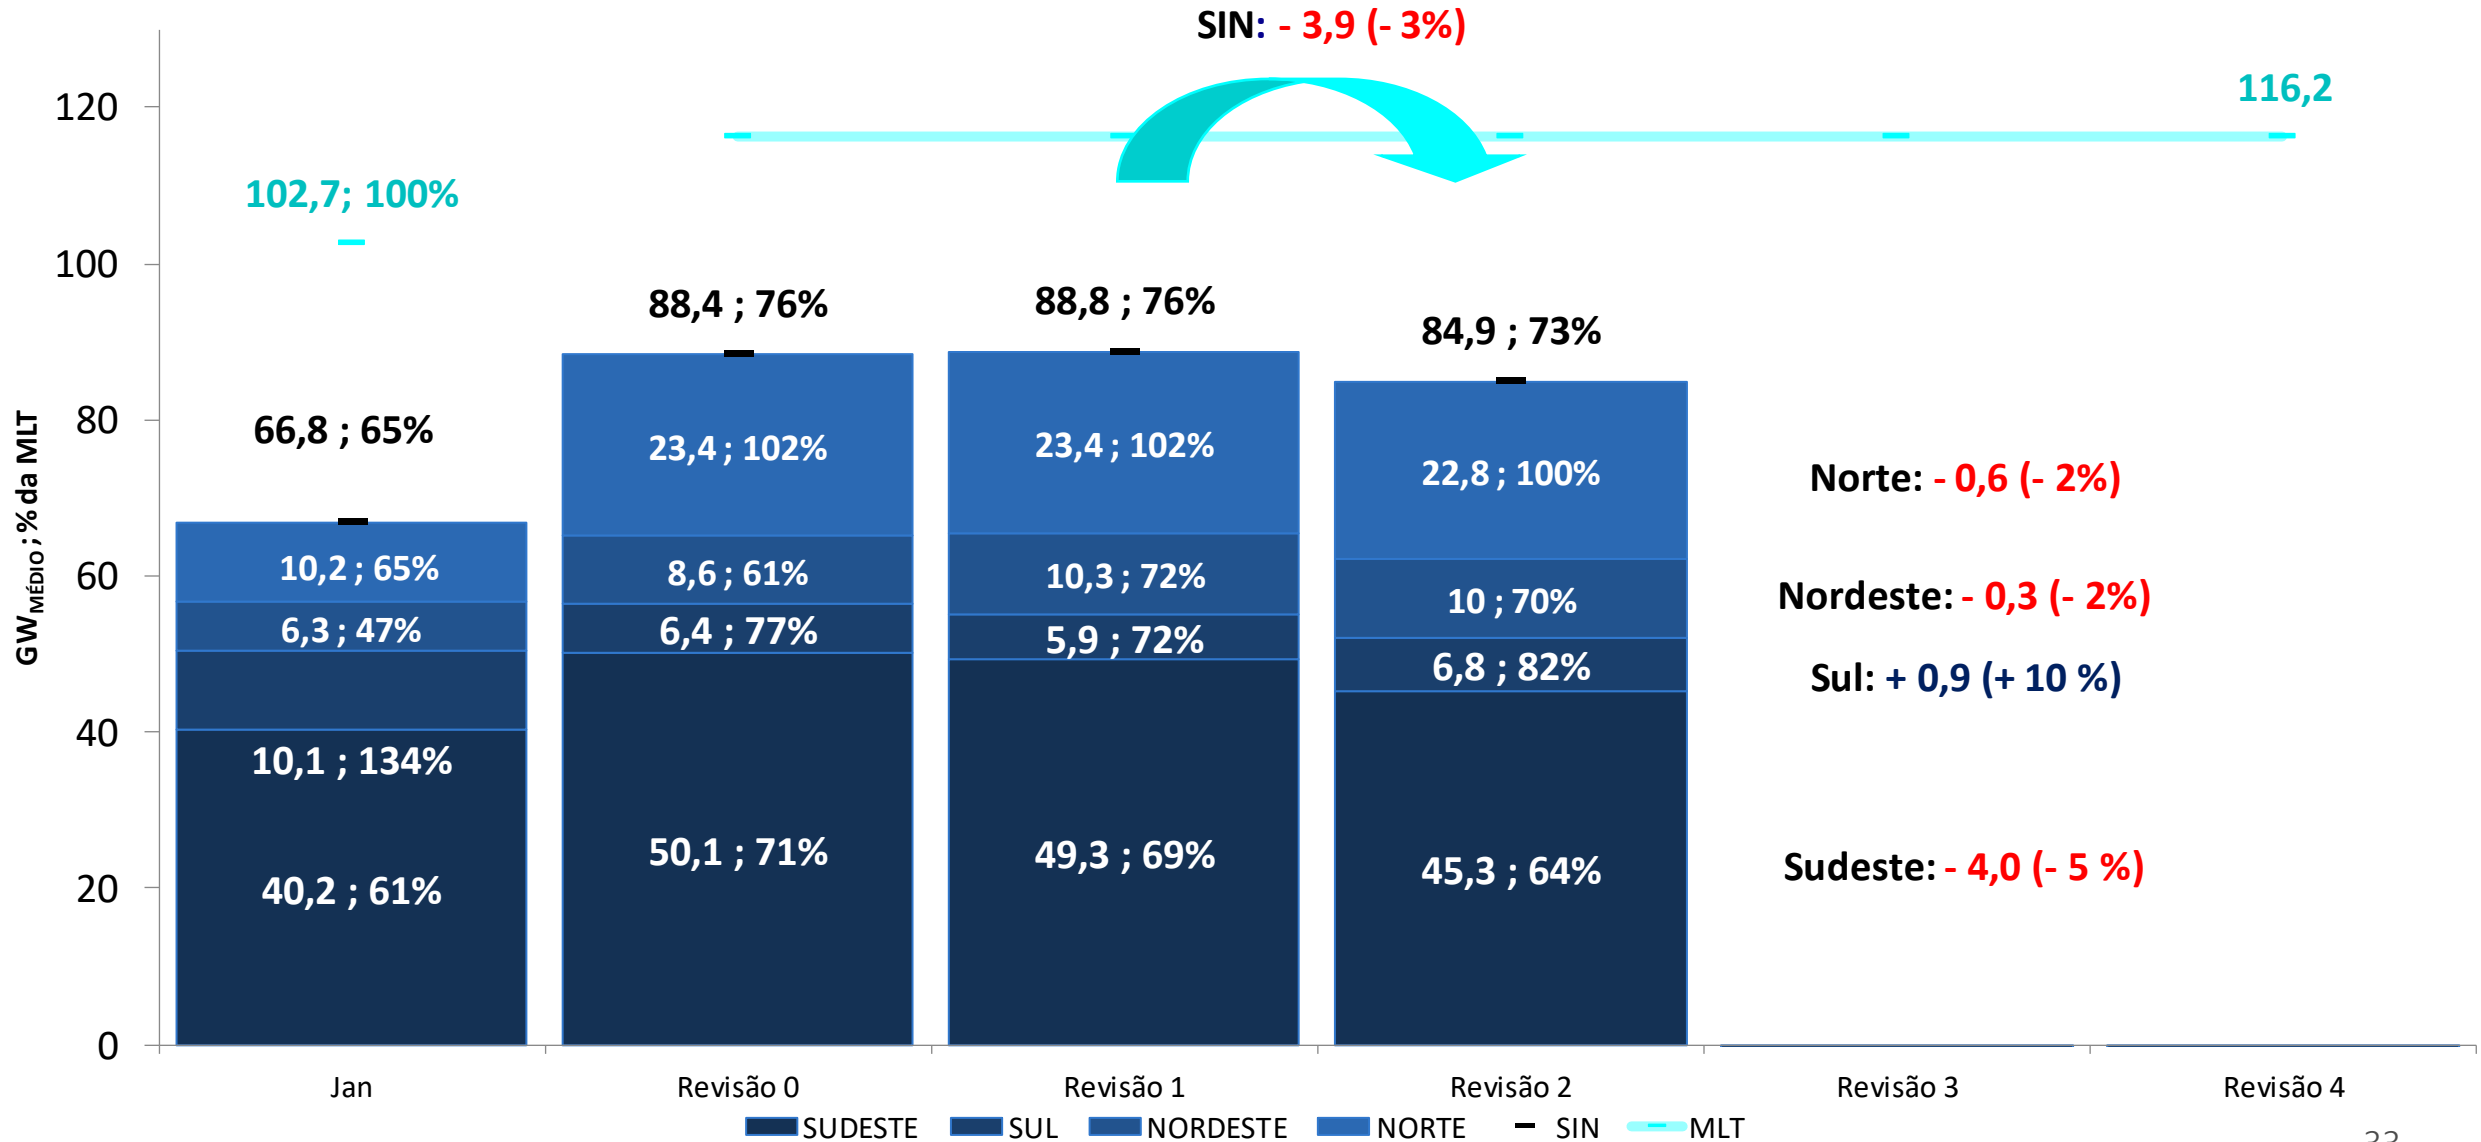 SIN: - 3,9 (- 3%)
116,2
102,7; 100%
120
100
80
60
40
20
0
GWMÉDIO ; % da MLT
66,8 ; 65%
10,2 ; 65%
6,3 ; 47%
10,1 ; 134%
40,2 ; 61%
88,4 ; 76%
23,4 ; 102%
8,6 ; 61%
6,4 ; 77%
50,1 ; 71%
88,8 ; 76%
23,4 ; 102%
10,3 ; 72%
5,9 ; 72%
49,3 ; 69%
84,9 ; 73%
22,8 ; 100%
10 ; 70%
6,8 ; 82%
45,3 ; 64%
Norte: - 0,6 (- 2%)
Nordeste: - 0,3 (- 2%)
Sul: + 0,9 (+ 10 %)
Sudeste: - 4,0 (- 5 %)
Jan Revisão 0 Revisão 1 Revisão 2 Revisão 3 Revisão 4
SUDESTE SUL NORDESTE NORTE SIN MLT